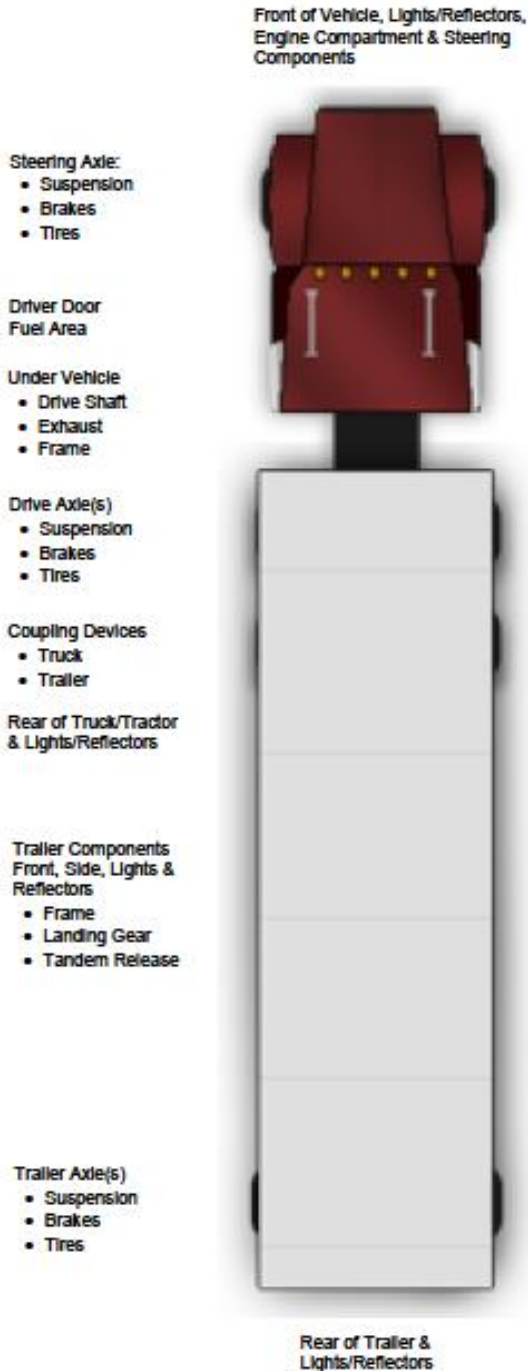 Front of Vehicle, Lights/Reflectors,
Engine Compartment & Steering
Components
Steering Axle:
• Suspension
• Brakes
• Tires
Driver Door
Fuel Area
Under Vehicle
• Drive Shaft
• Exhaust
• Frame
Drive Axle(s)
• Suspension
• Brakes
• Tires
Coupling Devices
• Truck
• Trailer
Rear of Truck/Tractor
& Lights/Reflectors
Trailer Components
Front, Side, Lights &
Reflectors
• Frame
• Landing Gear
• Tandem Release
Trailer Axle(s)
• Suspension
• Brakes
• Tires
Rear of Trailer &
Lights/Reflectors